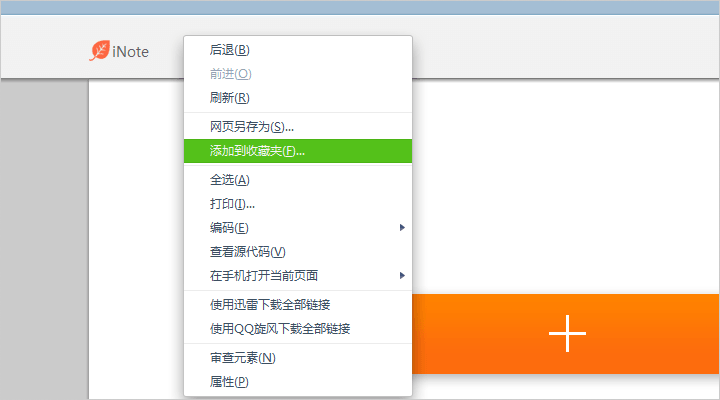 iNote
后退(B)
前进(O)
刷新(R)
网页另存为(S)...
添加到收藏夹(F)...
全选(A)
打印(I)...
编码(E)
查看源代码(V)
在手机打开当前页面
使用迅雷下载全部链接
使用QQ旋风下载全部链接
审查元素(N)
属性(P)